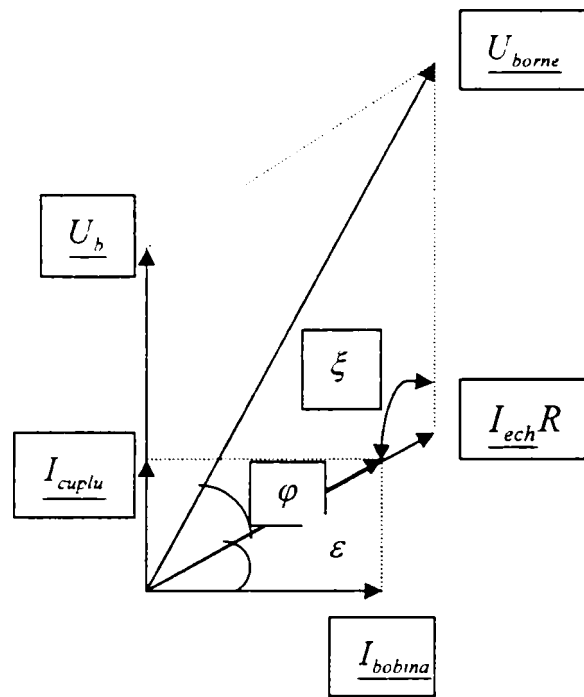 U_borne
U_b
ξ
I_cuplu
φ
I_ech R
ε
I_bobina